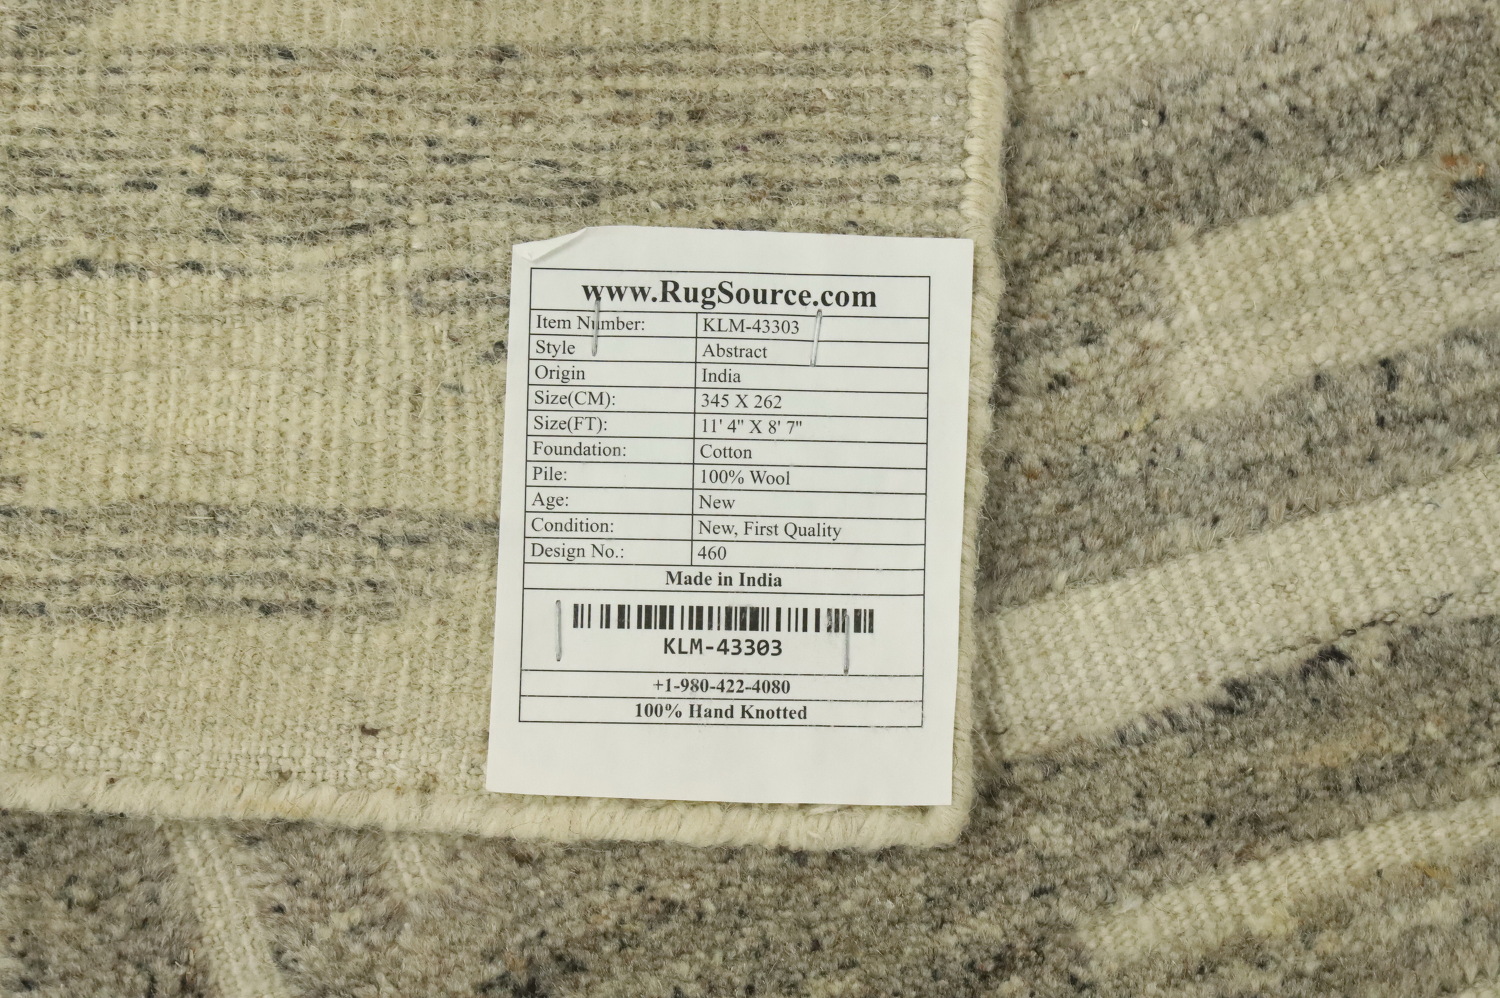 www.RugSource.com
Item Number: KLM-43303
Style Abstract
Origin India
Size(CM): 345 X 262
Size(FT): 11' 4" X 8' 7"
Foundation: Cotton
Pile: 100% Wool
Age: New
Condition: New, First Quality
Design No.: 460
Made in India
KLM-43303
+1-980-422-4080
100% Hand Knotted